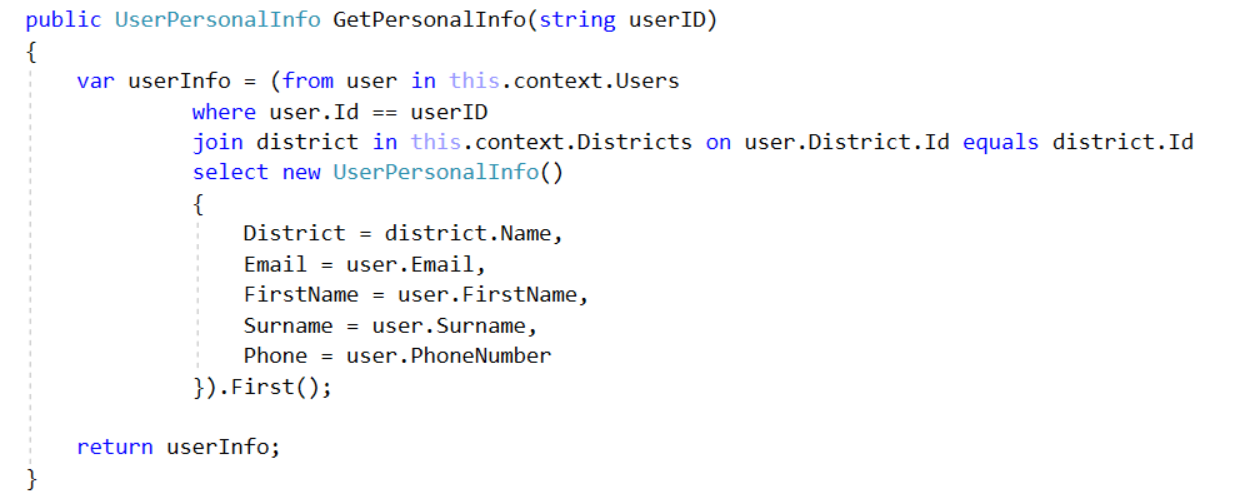 public UserPersonalInfo GetPersonalInfo(string userID)
{
    var userInfo = (from user in this.context.Users
             where user.Id == userID
             join district in this.context.Districts on user.District.Id equals district.Id
             select new UserPersonalInfo()
             {
                 District = district.Name,
                 Email = user.Email,
                 FirstName = user.FirstName,
                 Surname = user.Surname,
                 Phone = user.PhoneNumber
             }).First();

    return userInfo;
}